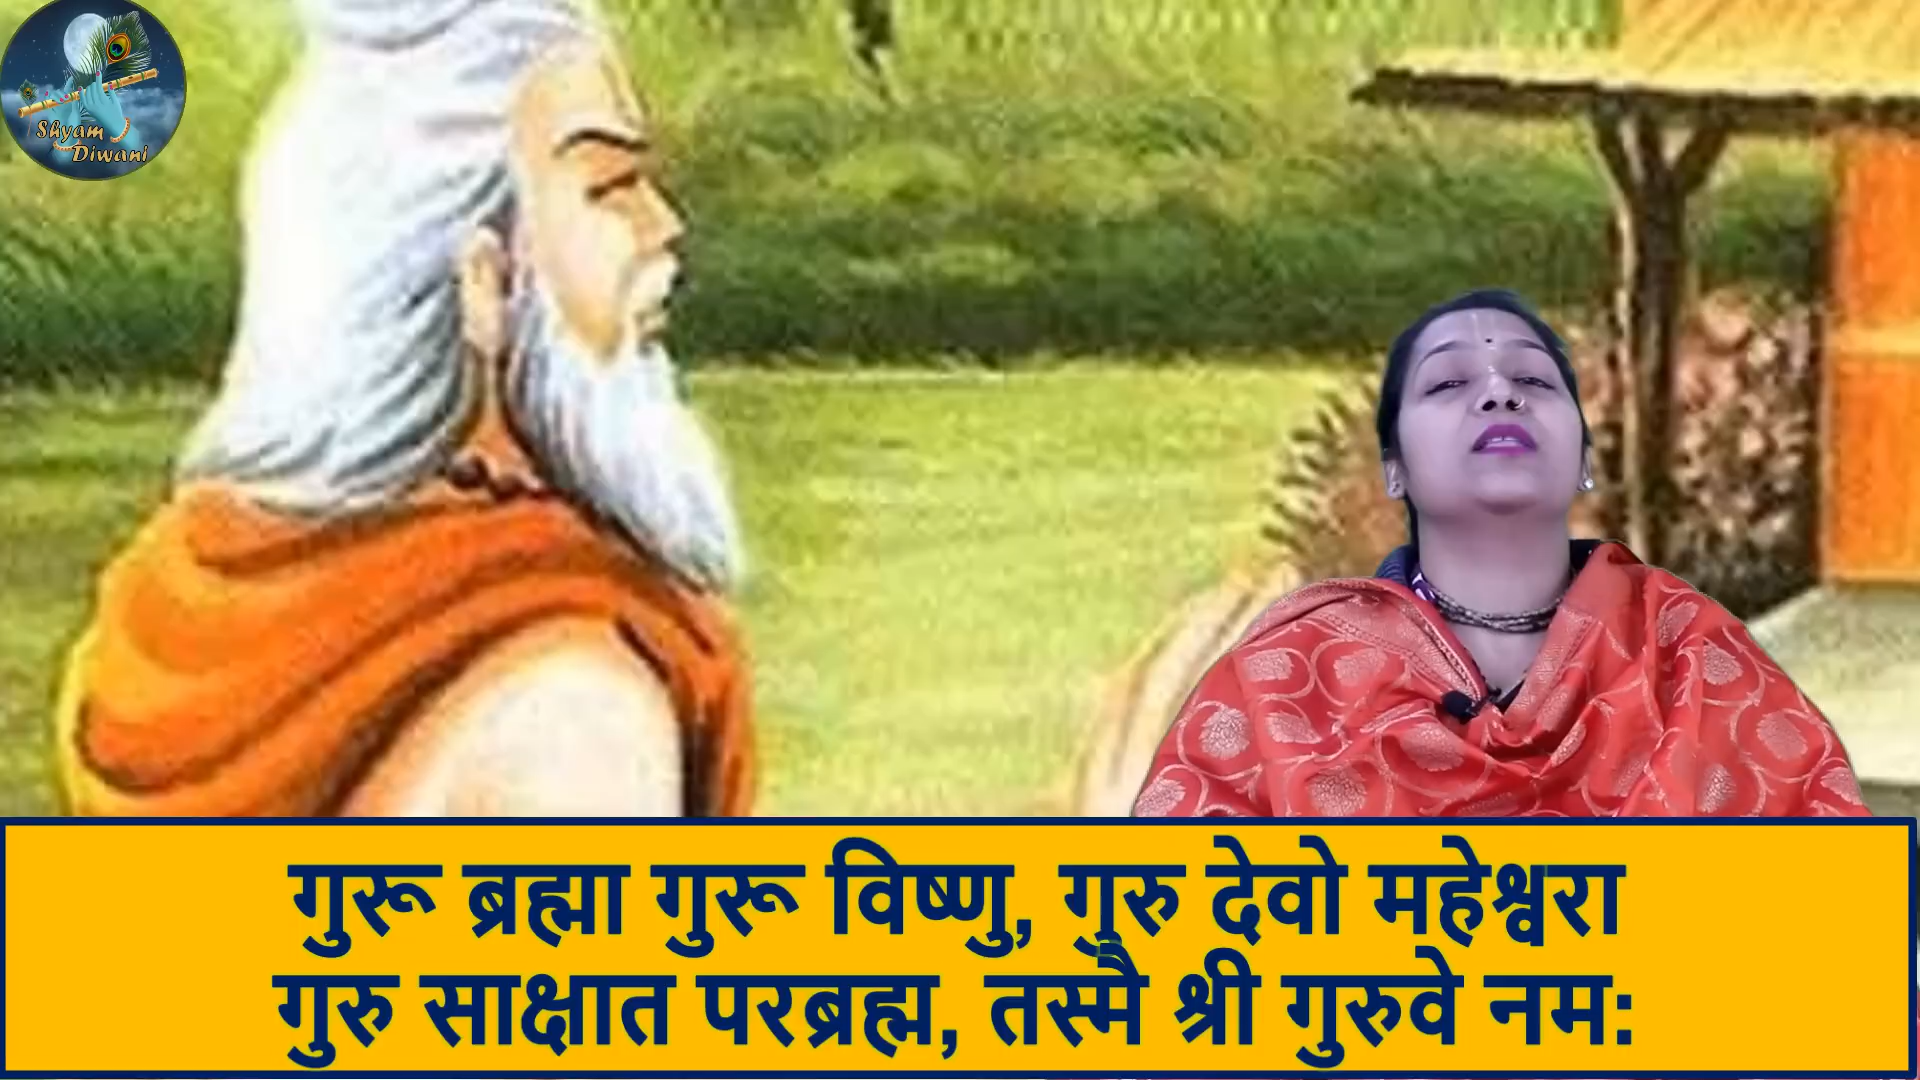 Shyam
Diwani
गुरू ब्रह्मा गुरू विष्णु, गुरु देवो महेश्वरा
गुरु साक्षात परब्रह्म, तस्मै श्री गुरुवे नम: